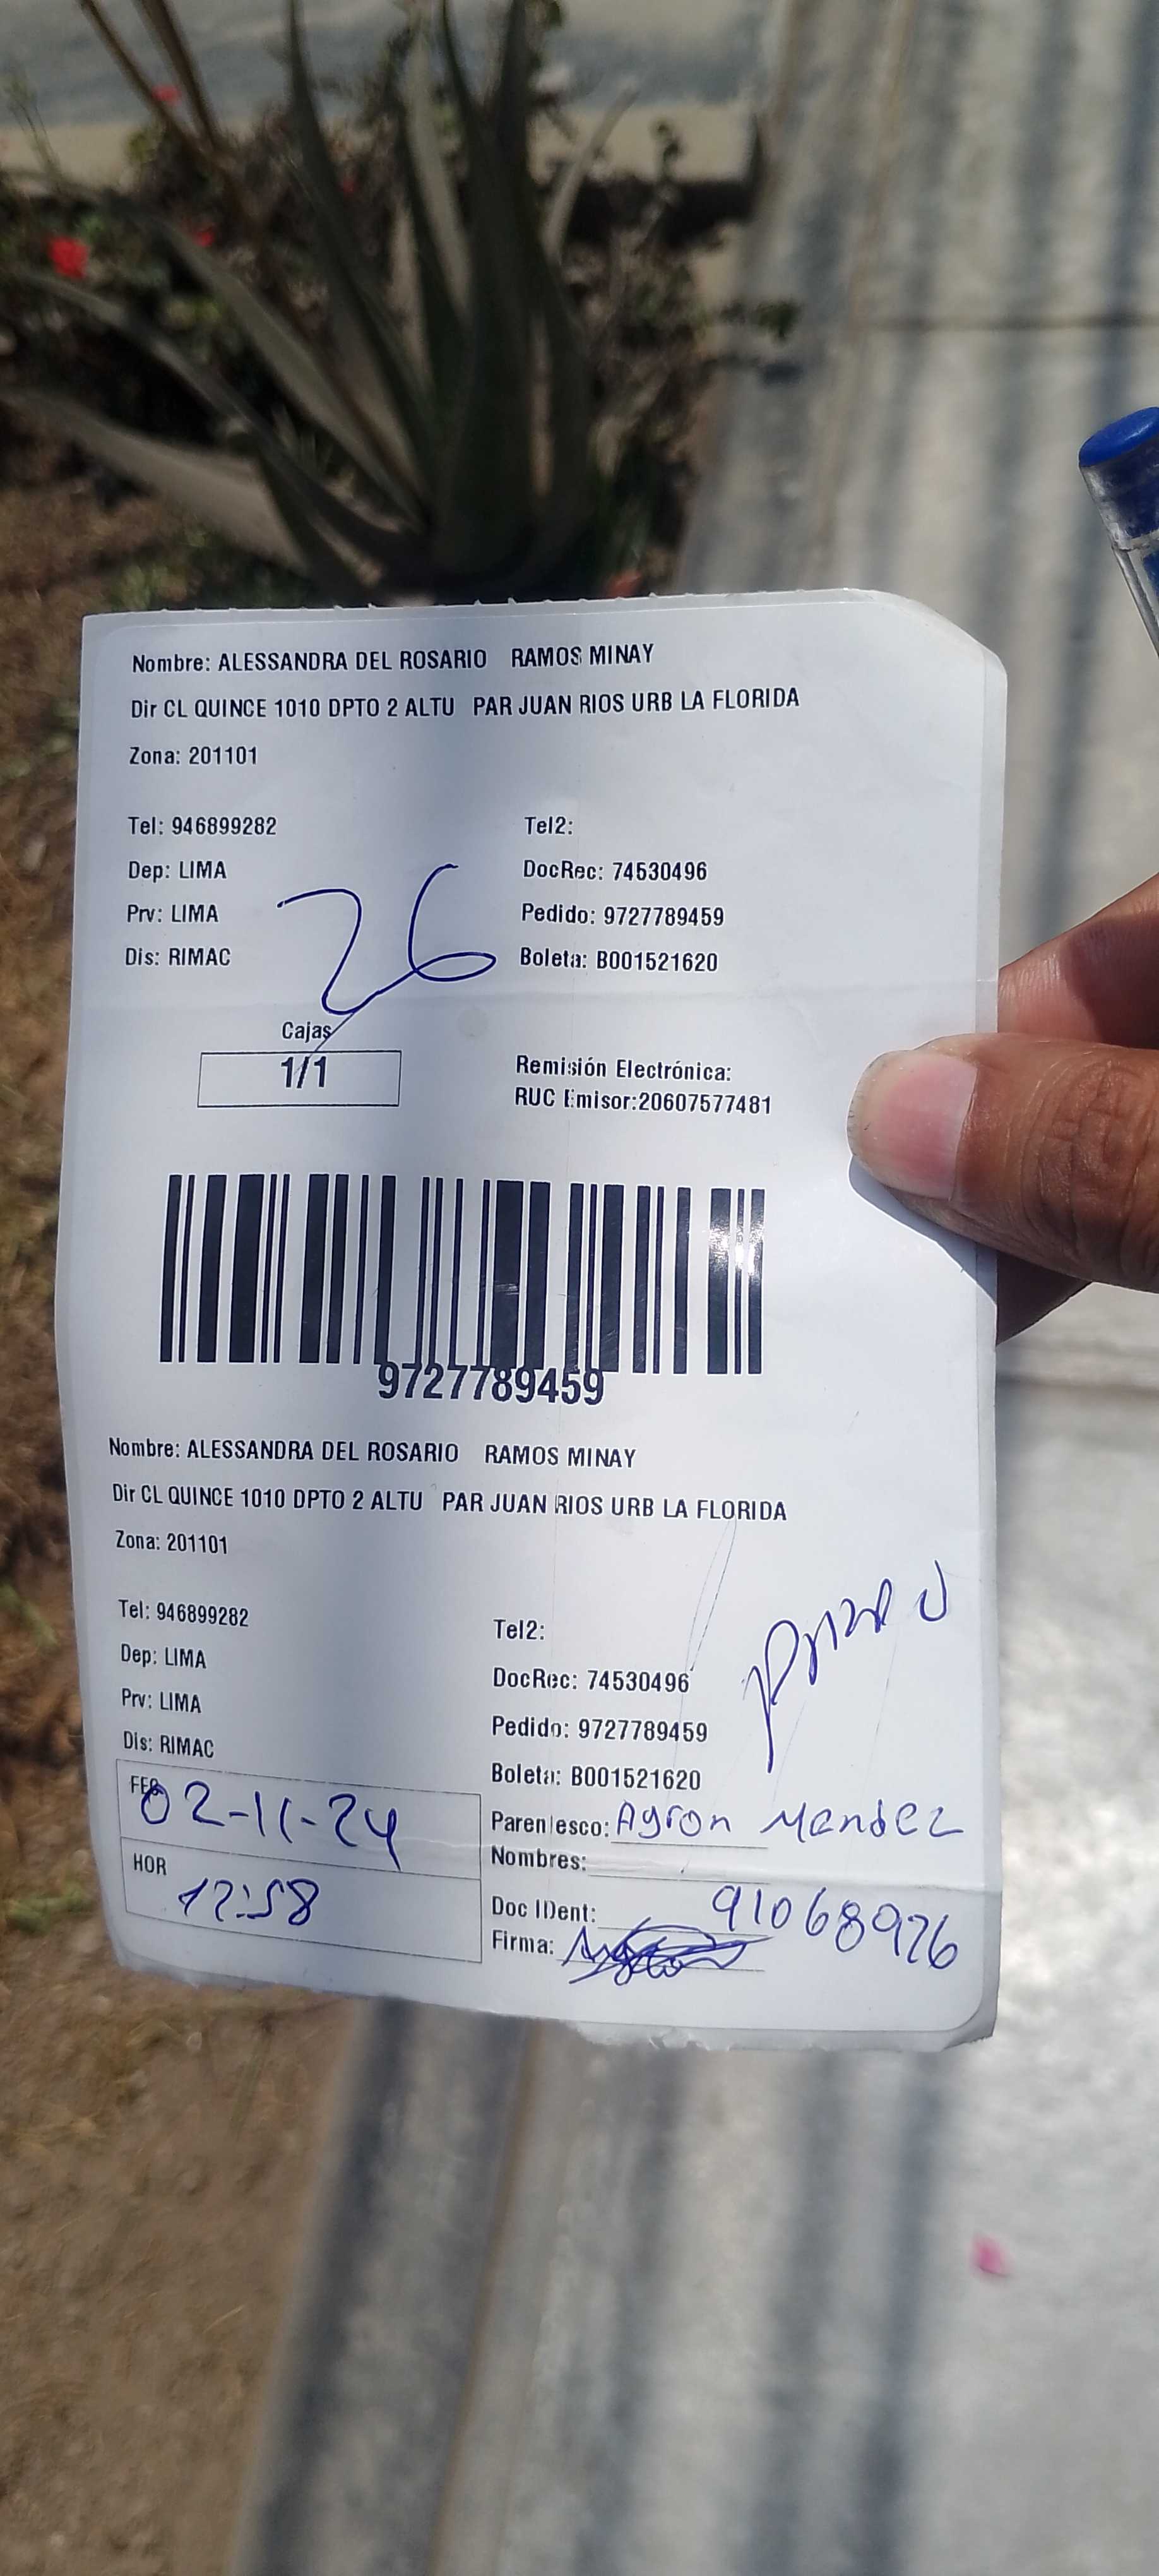 Nombre: ALESSANDRA DEL ROSARIO RAMOS MINAY
Dir CL QUINCE 1010 DPTO 2 ALTU PAR JUAN RIOS URB LA FLORIDA
Zona: 201101
Tel: 946899282 Tel2:
Dep: LIMA DocRec: 74530496
Prv: LIMA Pedido: 9727789459
Dis: RIMAC Boleta: B001521620
26
Cajas
1/1
Remisión Electrónica:
RUC Emisor:20607577481
9727789459
Nombre: ALESSANDRA DEL ROSARIO RAMOS MINAY
Dir CL QUINCE 1010 DPTO 2 ALTU PAR JUAN RIOS URB LA FLORIDA
Zona: 201101
Tel: 946899282 Tel2:
Dep: LIMA DocRec: 74530496
Prv: LIMA Pedido: 9727789459
Dis: RIMAC Boleta: B001521620
FEC 02-11-24
HOR 12:58
primo
Parentesco: Ayron Mendez
Nombres:
Doc IDent: 91068976
Firma: